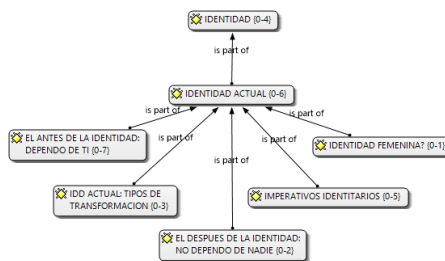 IDENTIDAD {0-4}
is part of
IDENTIDAD ACTUAL {0-6}
is part of
is part of
is part of
is part of
is part of
EL ANTES DE LA IDENTIDAD:
DEPENDO DE TI {0-7}
IDENTIDAD FEMENINA? {0-1}
IDD ACTUAL: TIPOS DE
TRANSFORMACION {0-3}
IMPERATIVOS IDENTITARIOS {0-5}
EL DESPUES DE LA IDENTIDAD:
NO DEPENDO DE NADIE {0-2}